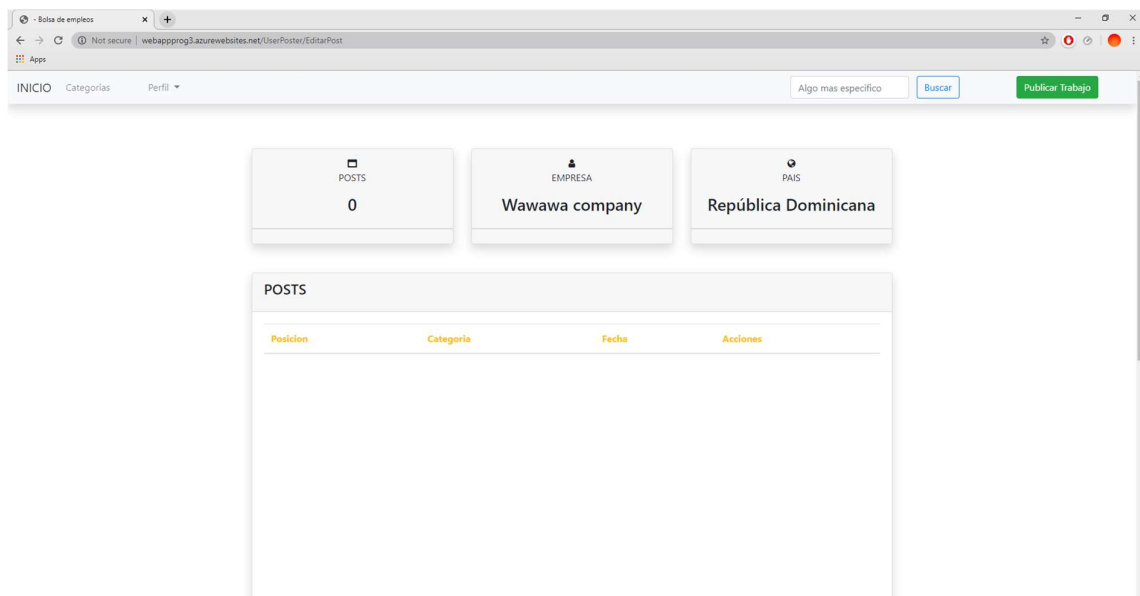 - Bolsa de empleos
Not secure | webappprog3.azurewebsites.net/UserPoster/EditarPost
Apps
INICIO Categorias Perfil Algo mas especifico Buscar Publicar Trabajo
POSTS EMPRESA PAIS
0 Wawawa company República Dominicana
POSTS
Posicion Categoria Fecha Acciones